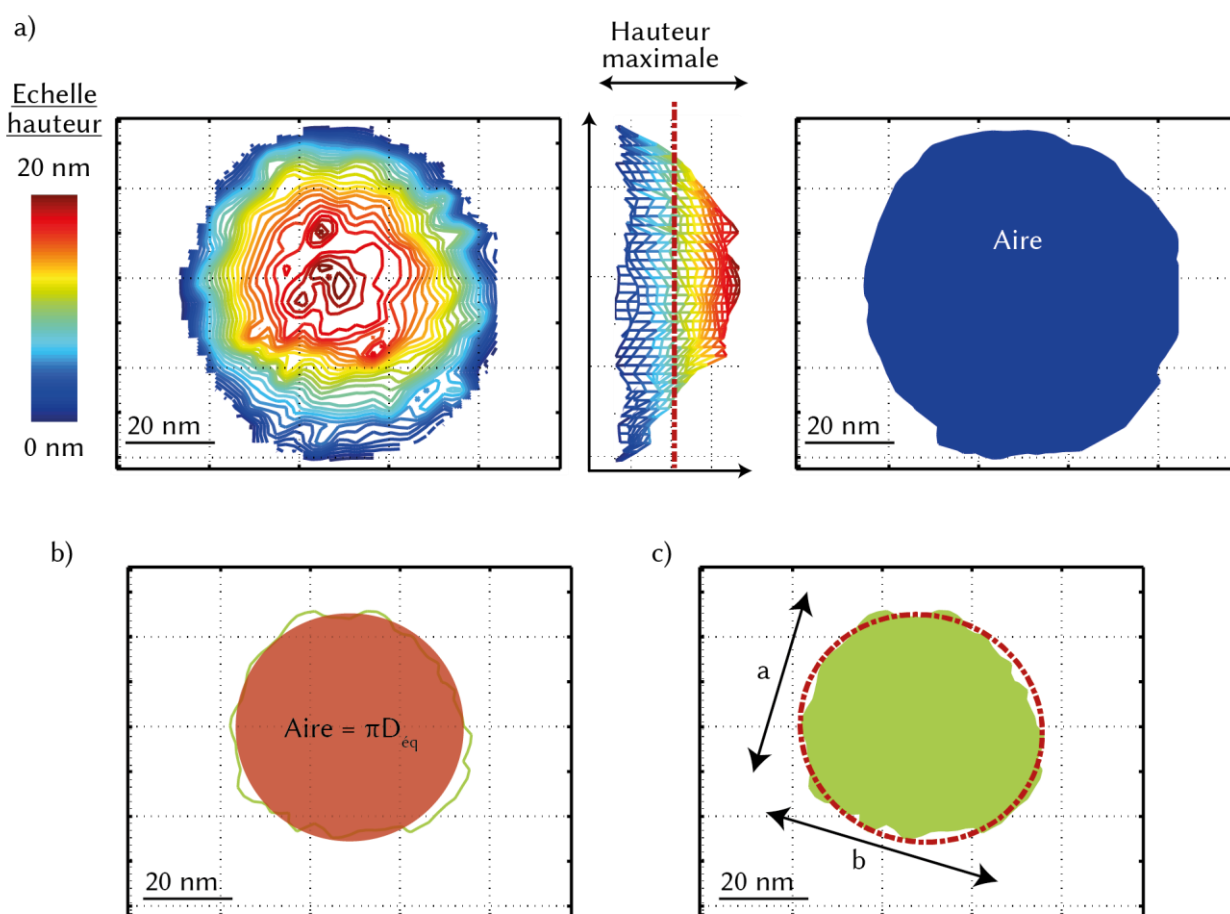 a)
Hauteur
maximale
Echelle
hauteur
20 nm
0 nm
20 nm
Aire
20 nm
b)
Aire = πDéq
20 nm
c)
a
b
20 nm